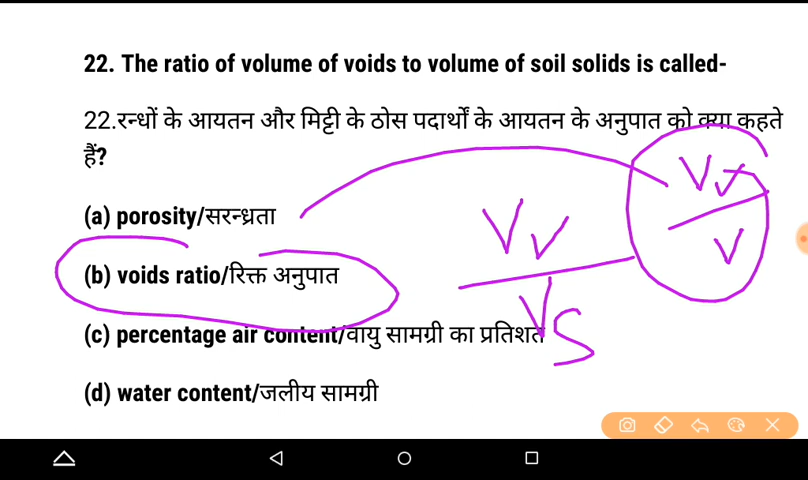 22. The ratio of volume of voids to volume of soil solids is called-
22.रन्ध्रों के आयतन और मिट्टी के ठोस पदार्थों के आयतन के अनुपात को क्या कहते
हैं?
(a) porosity/सरन्ध्रता
(b) voids ratio/रिक्त अनुपात
(c) percentage air content/वायु सामग्री का प्रतिशत
(d) water content/जलीय सामग्री
Vv
V
Vv
Vs